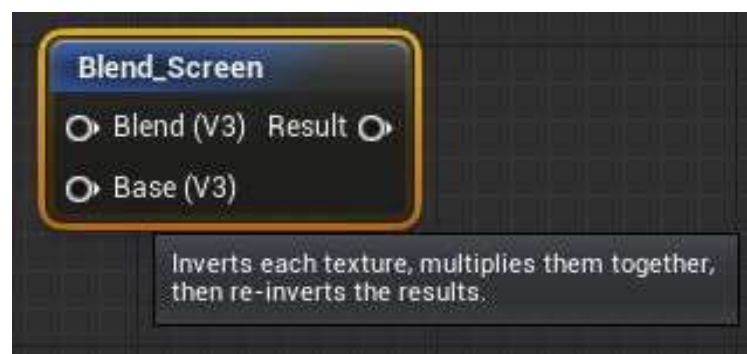 Blend_Screen
Blend (V3) Result
Base (V3)
Inverts each texture, multiplies them together,
then re-inverts the results.